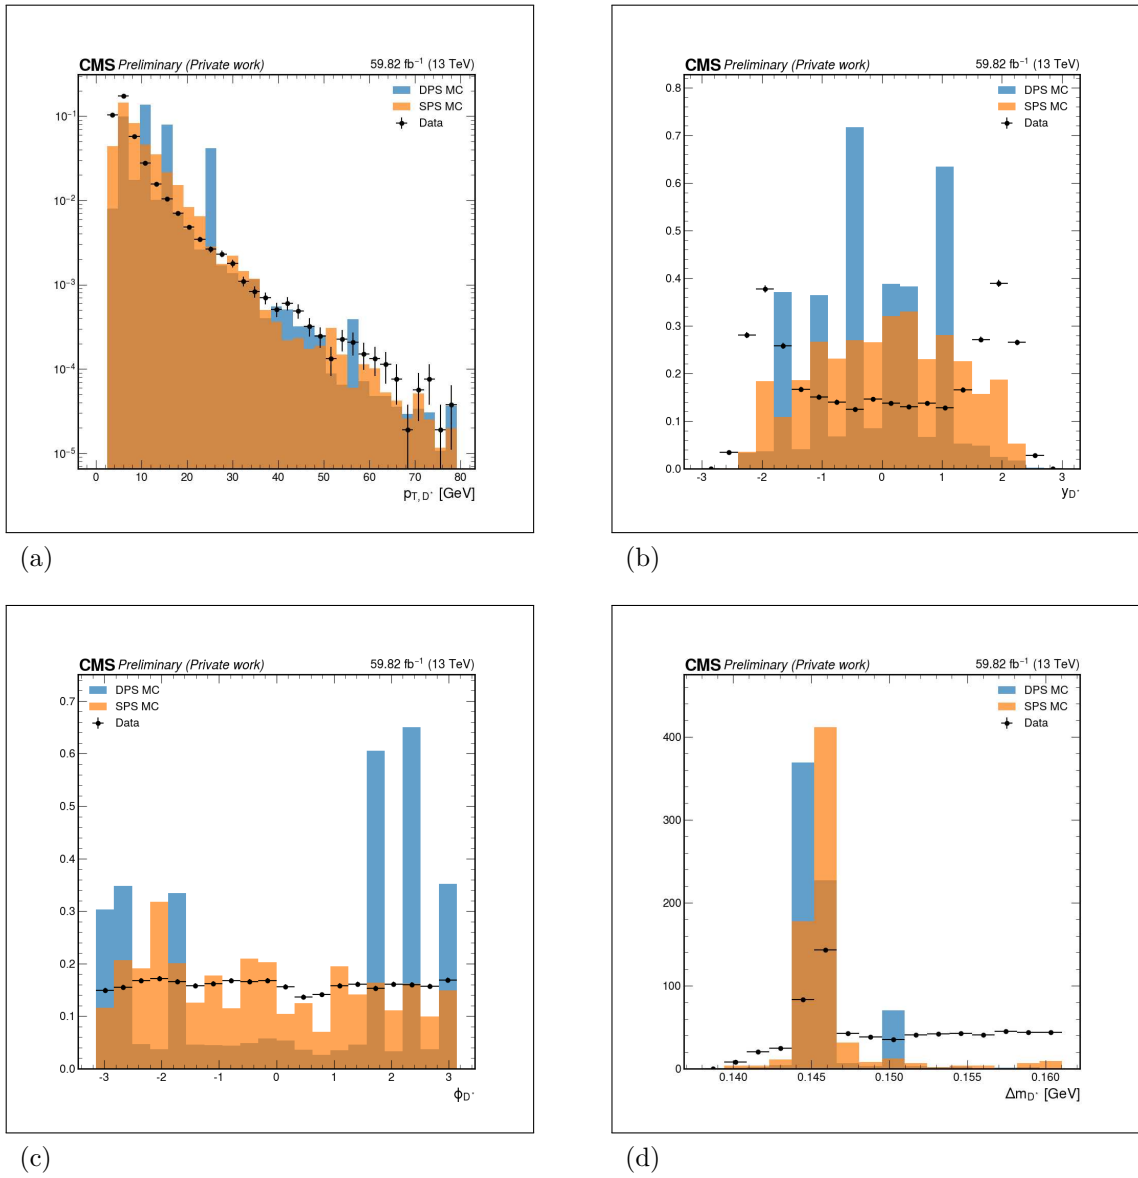 CMS Preliminary (Private work) 59.82 fb⁻¹ (13 TeV)
DPS MC
SPS MC
Data
10⁻¹
10⁻²
10⁻³
10⁻⁴
10⁻⁵
0 10 20 30 40 50 60 70 80
p_{T, D*} [GeV]
(a)
CMS Preliminary (Private work) 59.82 fb⁻¹ (13 TeV)
DPS MC
SPS MC
Data
0.8
0.7
0.6
0.5
0.4
0.3
0.2
0.1
0.0
-3 -2 -1 0 1 2 3
y_{D*}
(b)
CMS Preliminary (Private work) 59.82 fb⁻¹ (13 TeV)
DPS MC
SPS MC
Data
0.7
0.6
0.5
0.4
0.3
0.2
0.1
0.0
-3 -2 -1 0 1 2 3
ϕ_{D*}
(c)
CMS Preliminary (Private work) 59.82 fb⁻¹ (13 TeV)
DPS MC
SPS MC
Data
400
300
200
100
0
0.140 0.145 0.150 0.155 0.160
Δm_{D*} [GeV]
(d)